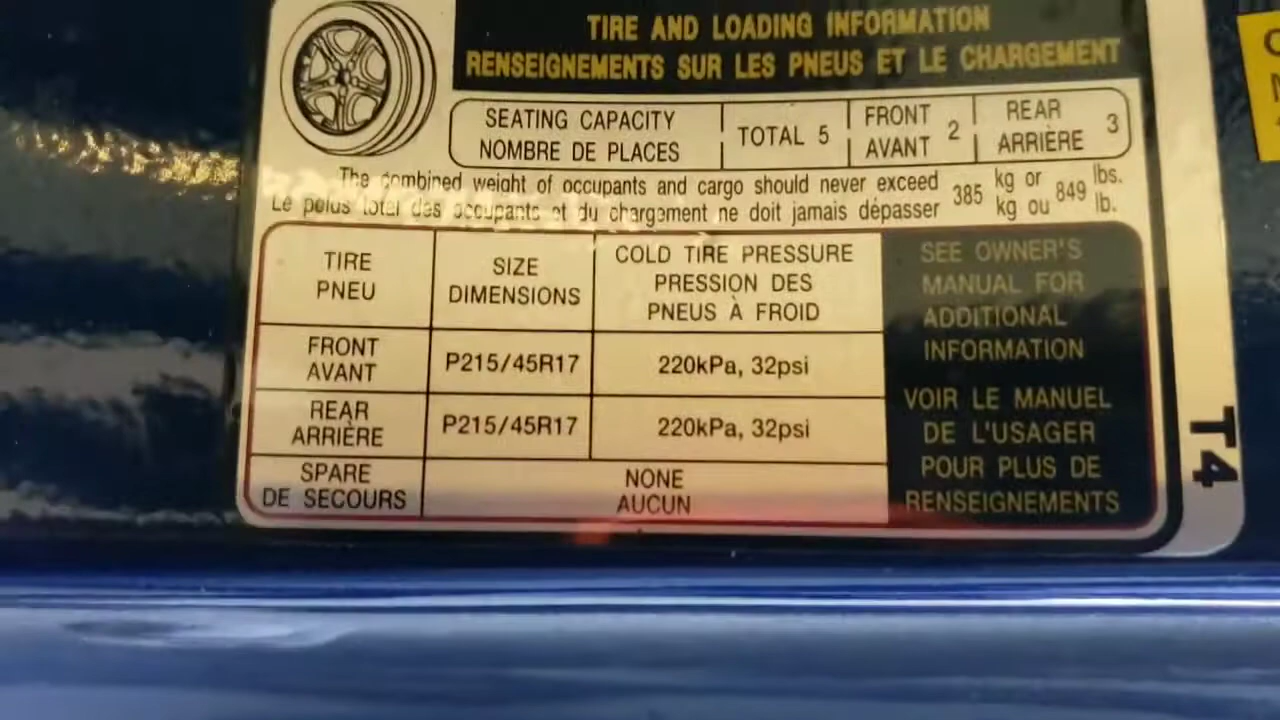 TIRE AND LOADING INFORMATION
RENSEIGNEMENTS SUR LES PNEUS ET LE CHARGEMENT
SEATING CAPACITY
NOMBRE DE PLACES
TOTAL 5
FRONT
AVANT
2
REAR
ARRIÈRE
3
The combined weight of occupants and cargo should never exceed 385 kg or 849 lbs.
Le poius total des occupants et du chargement ne doit jamais dépasser 385 kg ou 849 lb.
TIRE
PNEU
SIZE
DIMENSIONS
COLD TIRE PRESSURE
PRESSION DES
PNEUS À FROID
FRONT
AVANT
P215/45R17
220kPa, 32psi
REAR
ARRIÈRE
P215/45R17
220kPa, 32psi
SPARE
DE SECOURS
NONE
AUCUN
SEE OWNER'S
MANUAL FOR
ADDITIONAL
INFORMATION
VOIR LE MANUEL
DE L'USAGER
POUR PLUS DE
RENSEIGNEMENTS
T4